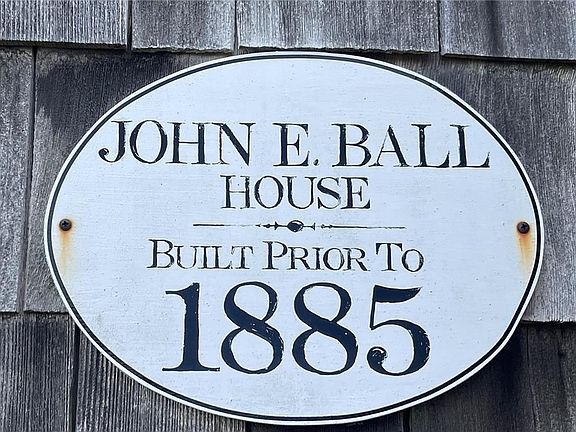 JOHN E. BALL
HOUSE
BUILT PRIOR TO
1885